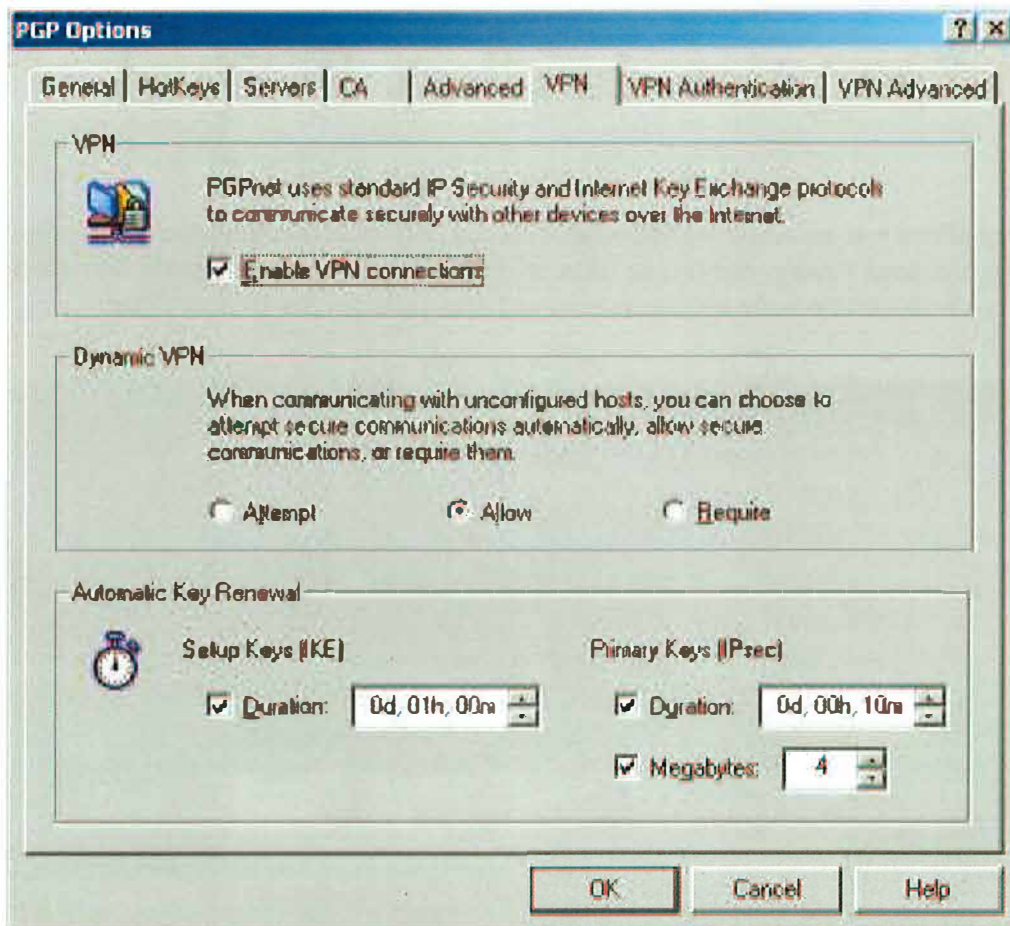 PGP Options
General HotKeys Servers CA Advanced VPN VPN Authentication VPN Advanced
VPN
PGPnet uses standard IP Security and Internet Key Exchange protocols
to communicate securely with other devices over the Internet.
Enable VPN connections
Dynamic VPN
When communicating with unconfigured hosts, you can choose to
attempt secure communications automatically, allow secure
communications, or require them.
Attempt Allow Require
Automatic Key Renewal
Setup Keys (IKE) Primary Keys (IPsec)
Duration: 0d, 01h, 00m Duration: 0d, 00h, 10m
Megabytes: 4
OK Cancel Help